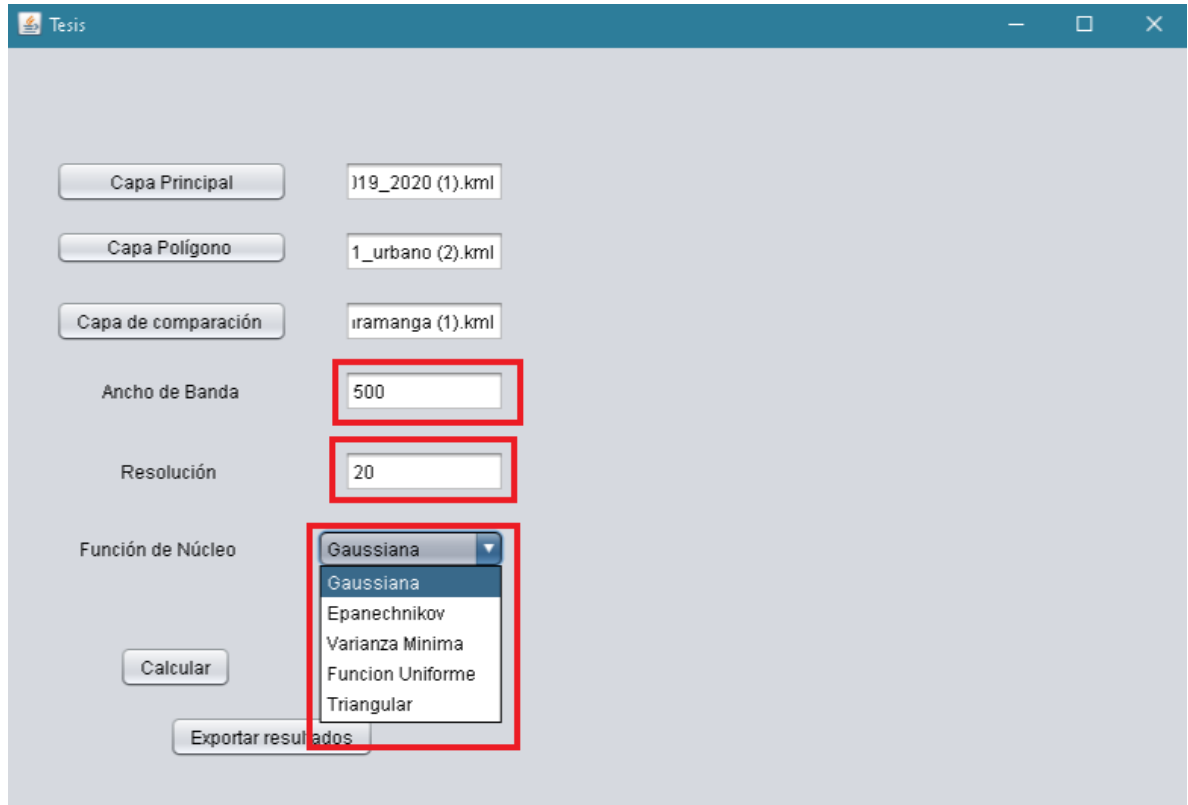 Tesis
Capa Principal
)19_2020 (1).kml
Capa Polígono
1_urbano (2).kml
Capa de comparación
ıramanga (1).kml
Ancho de Banda
500
Resolución
20
Función de Núcleo
Gaussiana
Gaussiana
Epanechnikov
Varianza Minima
Funcion Uniforme
Triangular
Calcular
Exportar resultados